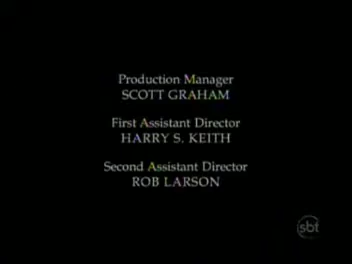 Production Manager
SCOTT GRAHAM
First Assistant Director
HARRY S. KEITH
Second Assistant Director
ROB LARSON
sbt